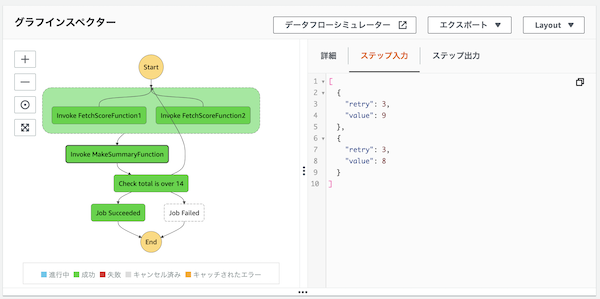 グラフインスペクター
データフローシミュレーター
エクスポート
Layout
Start
Invoke FetchScoreFunction1
Invoke FetchScoreFunction2
Invoke MakeSummaryFunction
Check total is over 14
Job Succeeded
Job Failed
End
進行中 成功 失敗 キャンセル済み キャッチされたエラー
詳細 ステップ入力 ステップ出力
1 [
2 {
3 "retry": 3,
4 "value": 9
5 },
6 {
7 "retry": 3,
8 "value": 8
9 }
10 ]